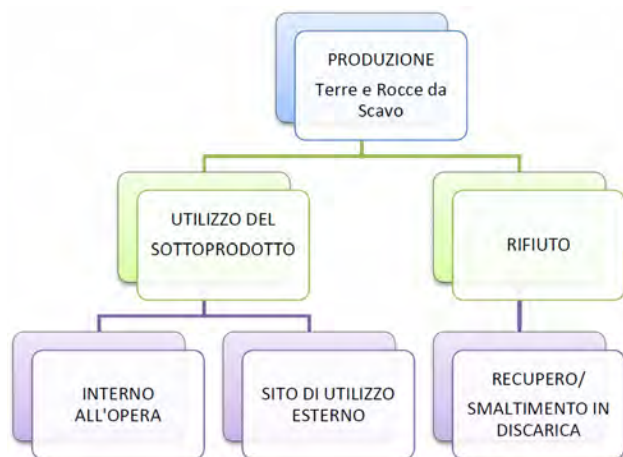 PRODUZIONE
Terre e Rocce da
Scavo
UTILIZZO DEL
SOTTOPRODOTTO
RIFIUTO
INTERNO
ALL'OPERA
SITO DI UTILIZZO
ESTERNO
RECUPERO/
SMALTIMENTO IN
DISCARICA